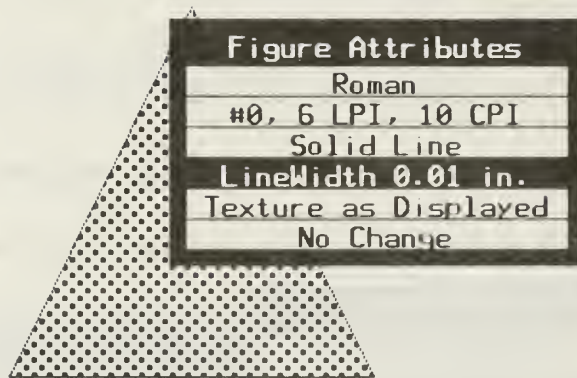 Figure Attributes
Roman
#0, 6 LPI, 10 CPI
Solid Line
LineWidth 0.01 in.
Texture as Displayed
No Change